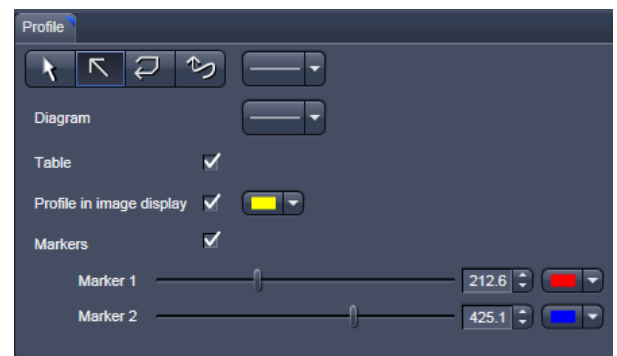 Profile
Diagram
Table
Profile in image display
Markers
Marker 1 212.6
Marker 2 425.1